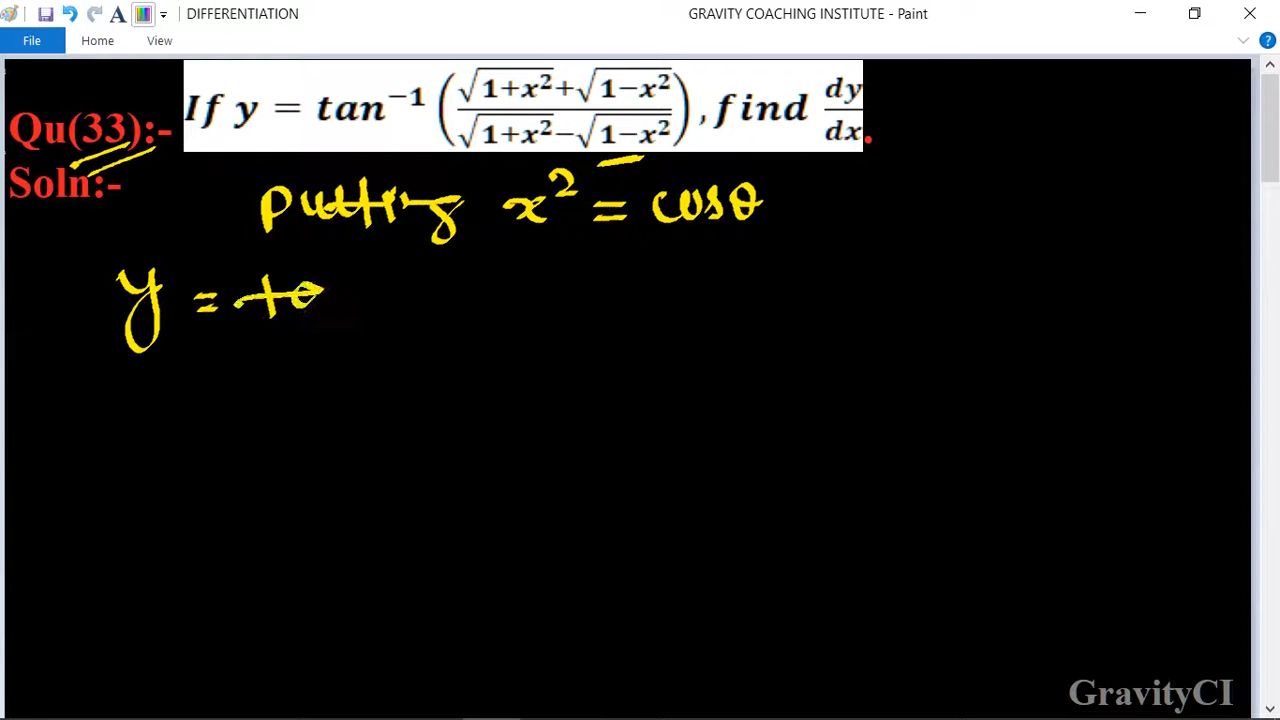 DIFFERENTIATION
GRAVITY COACHING INSTITUTE - Paint
File Home View
Qu(33):- If y = tan⁻¹ ( (√1+x² + √1−x²) / (√1+x² − √1−x²) ) , find dy/dx .
Soln:-
Putting x² = cosθ
y = ta
GravityCI